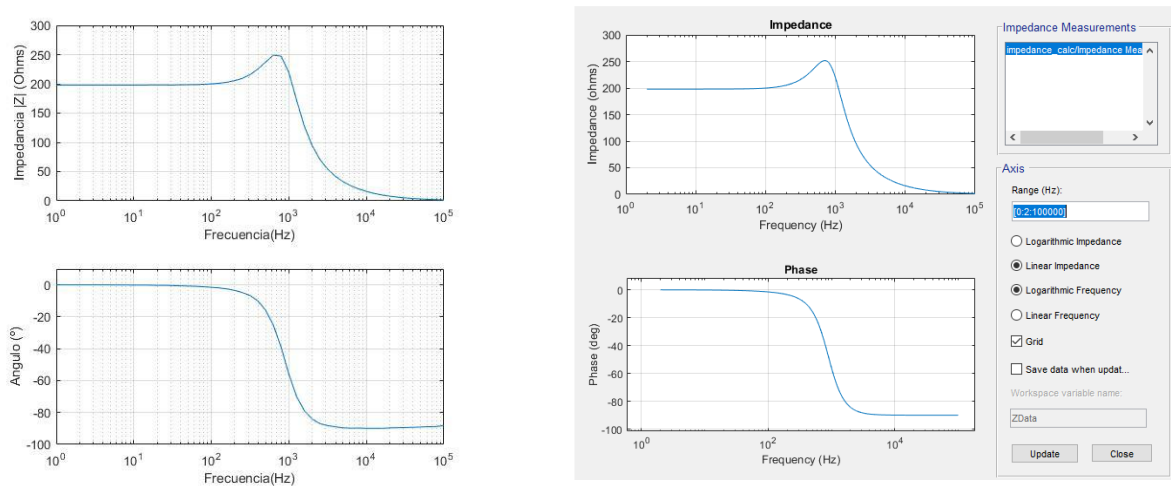 300
250
200
150
100
50
0
Impedancia |Z| (Ohms)
10^0
10^1
10^2
10^3
10^4
10^5
Frecuencia(Hz)
0
-20
-40
-60
-80
-100
Angulo (º)
10^0
10^1
10^2
10^3
10^4
10^5
Frecuencia(Hz)
Impedance
300
250
200
150
100
50
0
Impedance (ohms)
10^0
10^1
10^2
10^3
10^4
10^5
Frequency (Hz)
Phase
0
-20
-40
-60
-80
-100
Phase (deg)
10^0
10^2
10^4
Frequency (Hz)
Impedance Measurements
impedance_calc/Impedance Mea
Axis
Range (Hz):
[0:2:100000]
Logarithmic Impedance
Linear Impedance
Logarithmic Frequency
Linear Frequency
Grid
Save data when updat...
Workspace variable name:
ZData
Update
Close